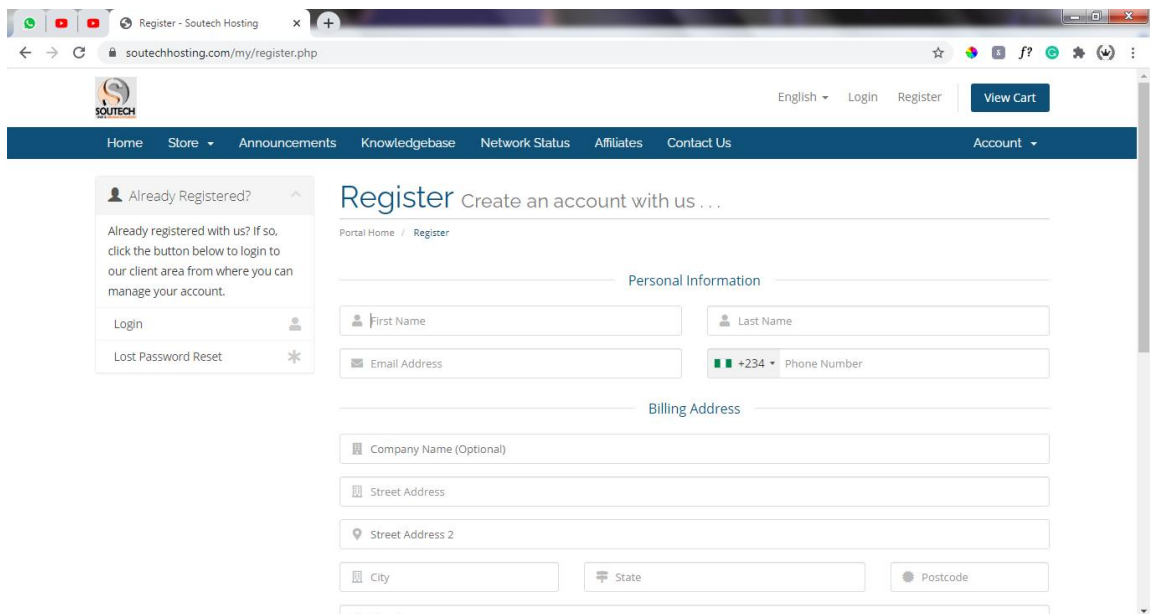 Register - Soutech Hosting
soutechhosting.com/my/register.php
f?
SOUTECH
English
Login
Register
View Cart
Home
Store
Announcements
Knowledgebase
Network Status
Affiliates
Contact Us
Account
Already Registered?
Already registered with us? If so,
click the button below to login to
our client area from where you can
manage your account.
Login
Lost Password Reset
Register Create an account with us . . .
Portal Home / Register
Personal Information
First Name
Last Name
Email Address
+234
Phone Number
Billing Address
Company Name (Optional)
Street Address
Street Address 2
City
State
Postcode